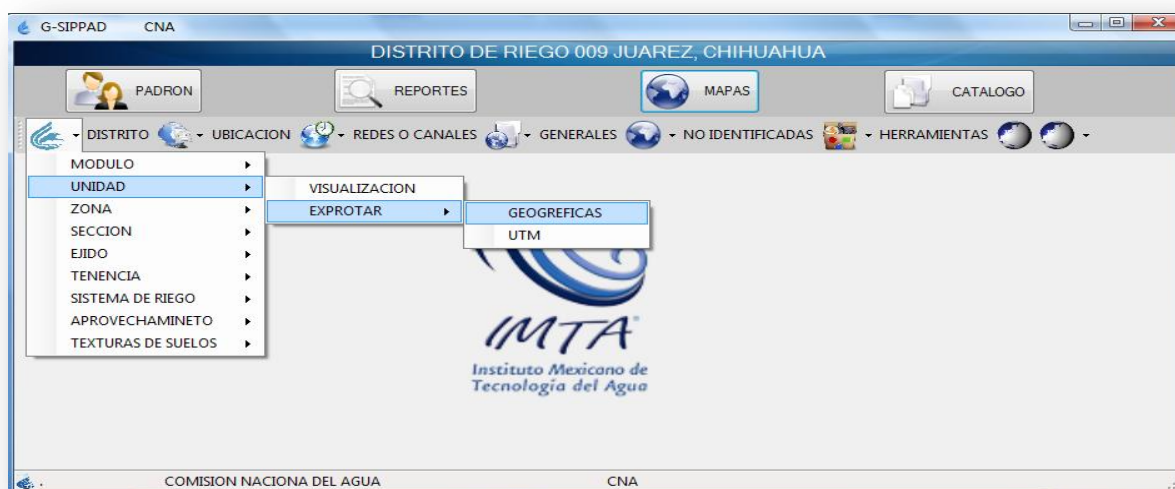 G-SIPPAD CNA
DISTRITO DE RIEGO 009 JUAREZ, CHIHUAHUA
PADRON REPORTES MAPAS CATALOGO
DISTRITO UBICACION REDES O CANALES GENERALES NO IDENTIFICADAS HERRAMIENTAS
MODULO
UNIDAD VISUALIZACION
ZONA EXPROTAR GEOGREFICAS
SECCION UTM
EJIDO
TENENCIA
SISTEMA DE RIEGO
APROVECHAMINETO
TEXTURAS DE SUELOS
IMTA
Instituto Mexicano de
Tecnología del Agua
COMISION NACIONA DEL AGUA CNA